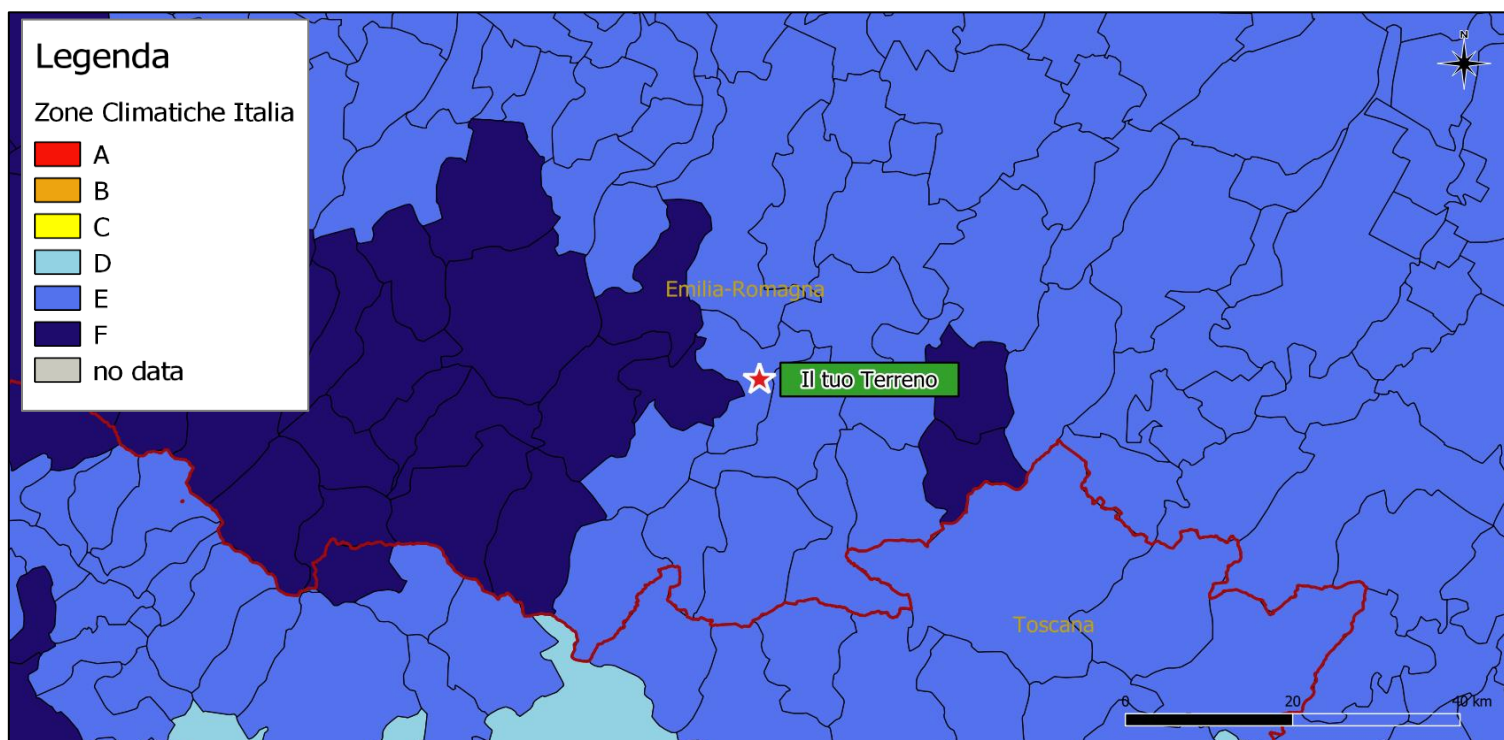 Legenda
Zone Climatiche Italia
A
B
C
D
E
F
no data
N
Emilia-Romagna
Il tuo Terreno
Toscana
0 20 40 km